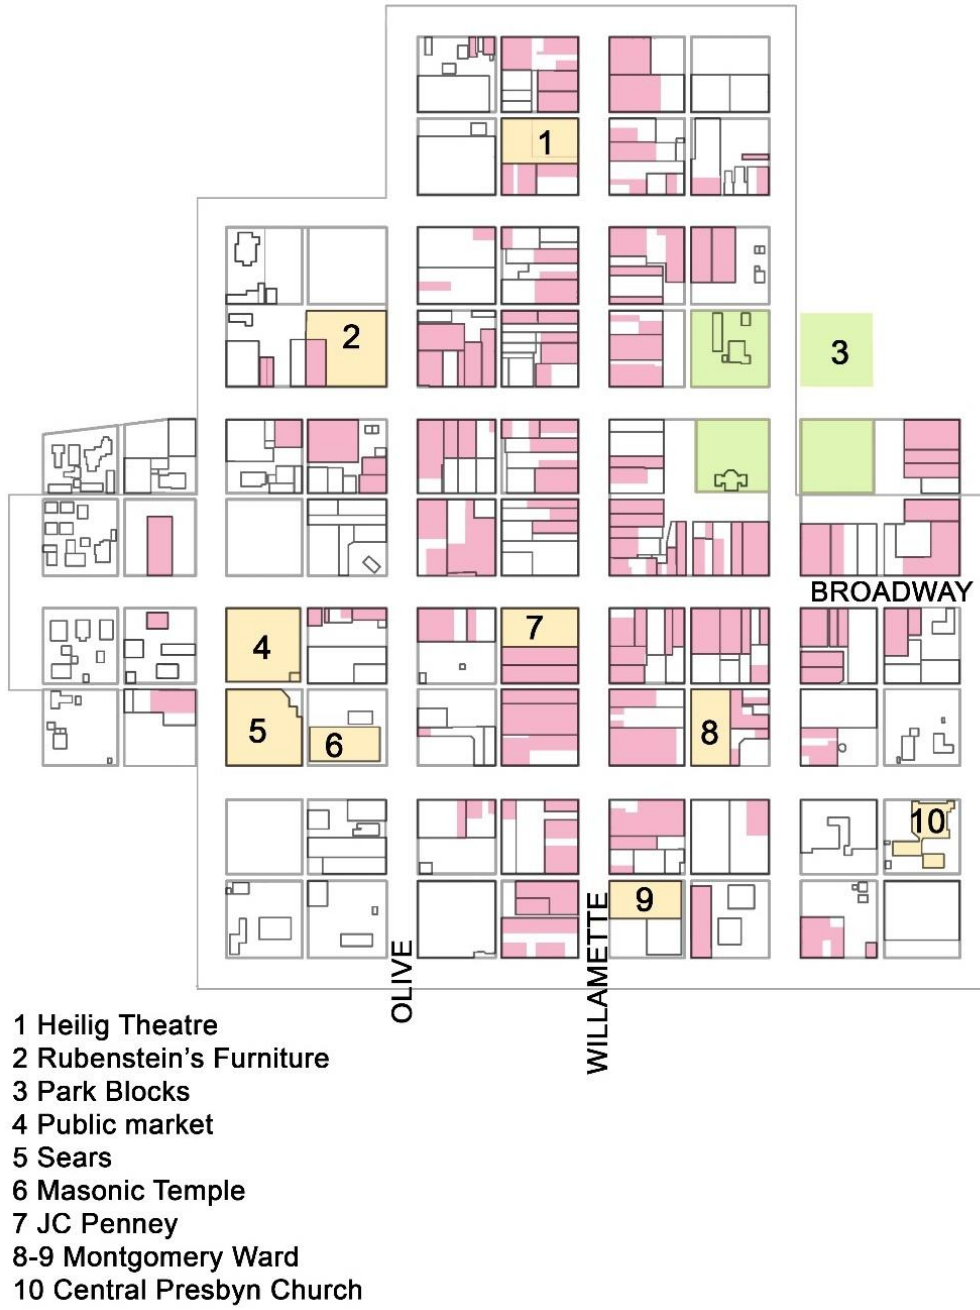 1
2
3
BROADWAY
4
7
5
6
8
10
9
OLIVE
WILLAMETTE
1 Heilig Theatre
2 Rubenstein's Furniture
3 Park Blocks
4 Public market
5 Sears
6 Masonic Temple
7 JC Penney
8-9 Montgomery Ward
10 Central Presbyn Church